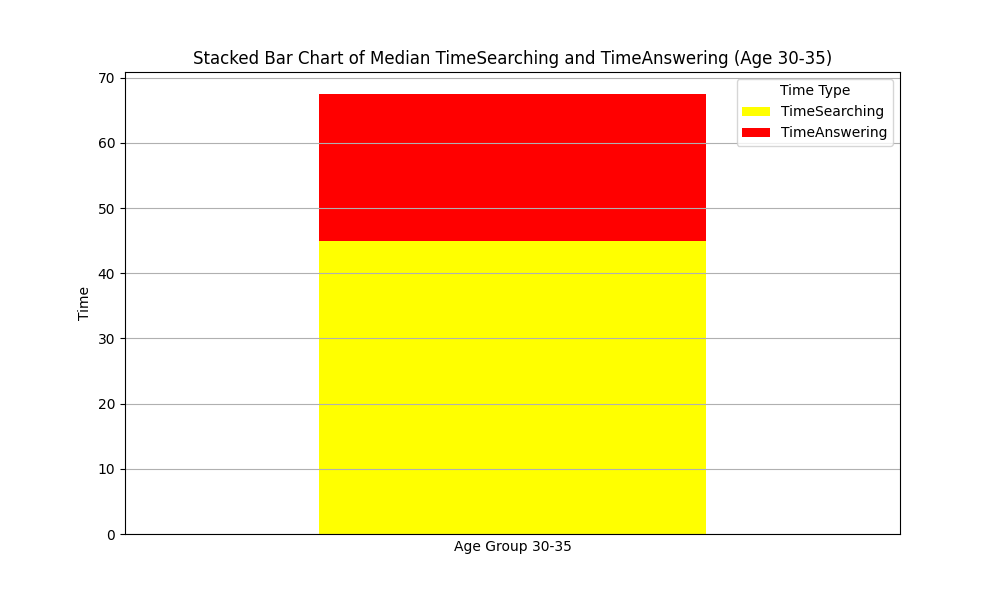 Stacked Bar Chart of Median TimeSearching and TimeAnswering (Age 30-35)
Time Type
TimeSearching
TimeAnswering
70
60
50
40
30
20
10
0
Time
Age Group 30-35